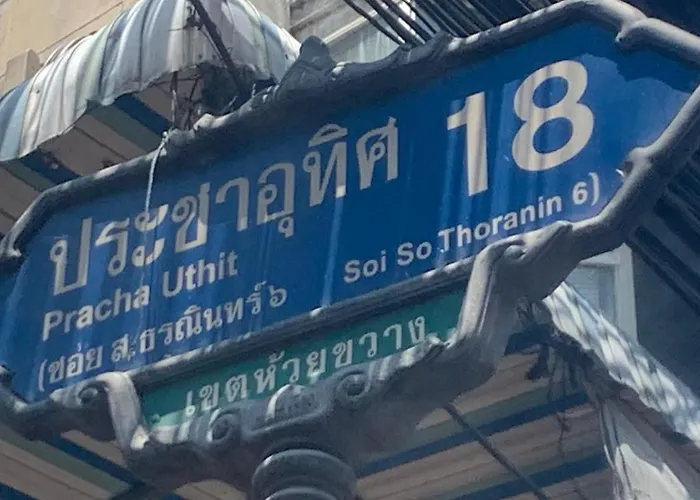 ประชาอุทิศ 18
Pracha Uthit
(ซอย ส.ธรณินทร์ ๖ Soi So Thoranin 6)
เขตห้วยขวาง